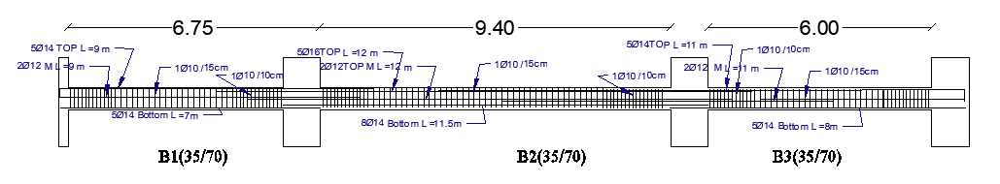 6.75 9.40 6.00
5Ø14 TOP L =9 m
2Ø12 M L =9 m
1Ø10 /15cm
1Ø10 /10cm
5Ø14 Bottom L =7m
5Ø16TOP L =12 m
2Ø12TOP M L =12 m
1Ø10 /15cm
1Ø10 /10cm
8Ø14 Bottom L =11.5m
5Ø14TOP L =11 m
1Ø10 /10cm
2Ø12 M L =11 m
1Ø10 /15cm
5Ø14 Bottom L =8m
B1(35/70) B2(35/70) B3(35/70)